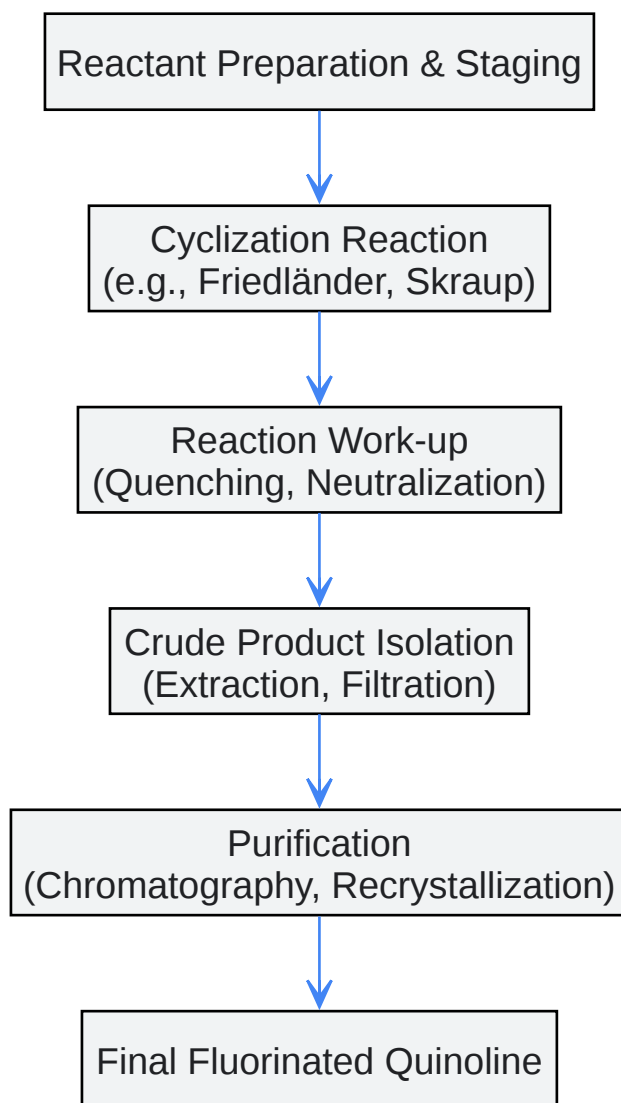 Reactant Preparation & Staging
Cyclization Reaction
(e.g., Friedländer, Skraup)
Reaction Work-up
(Quenching, Neutralization)
Crude Product Isolation
(Extraction, Filtration)
Purification
(Chromatography, Recrystallization)
Final Fluorinated Quinoline